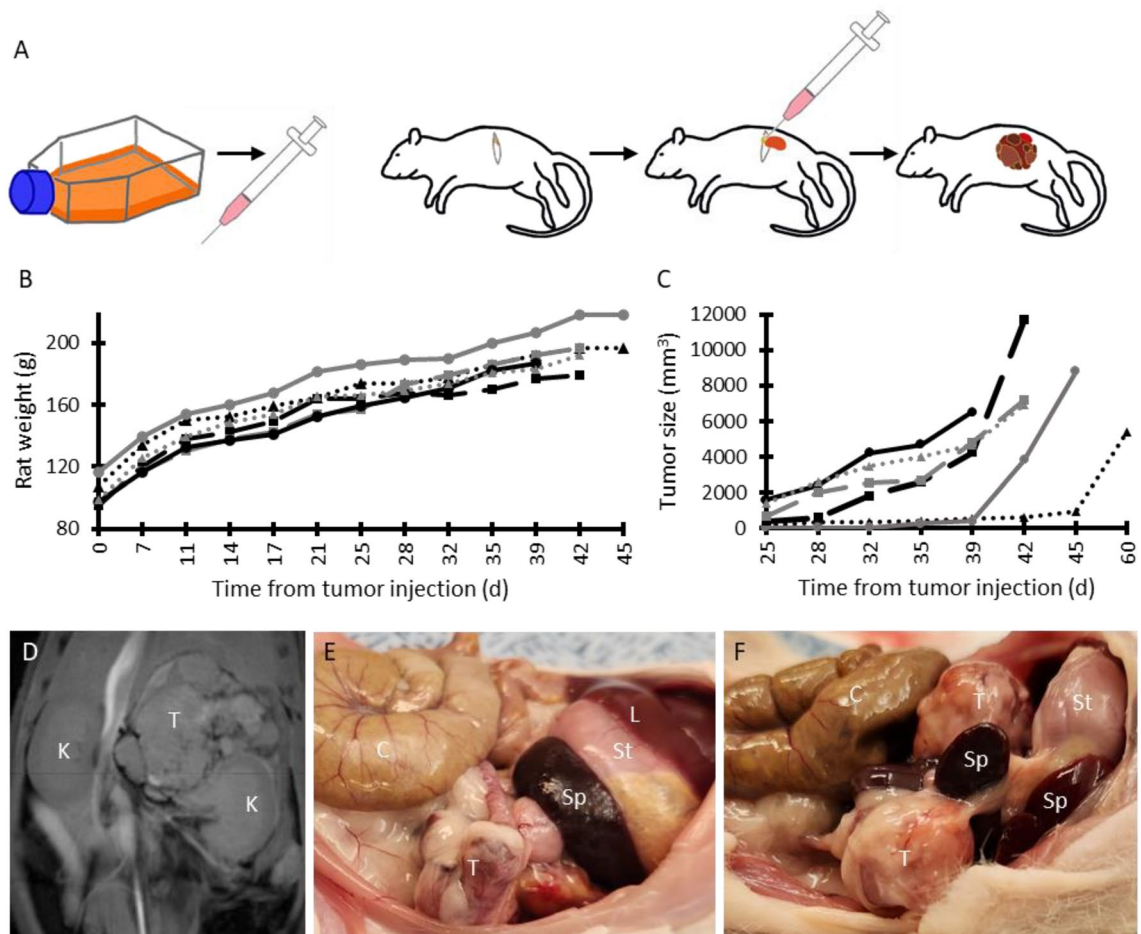 A
B
Rat weight (g)
200
160
120
80
0 7 11 14 17 21 25 28 32 35 39 42 45
Time from tumor injection (d)
C
Tumor size (mm³)
12000
10000
8000
6000
4000
2000
0
25 28 32 35 39 42 45 60
Time from tumor injection (d)
D
T
K
K
E
L
C
St
Sp
T
F
C
T
St
Sp
Sp
T